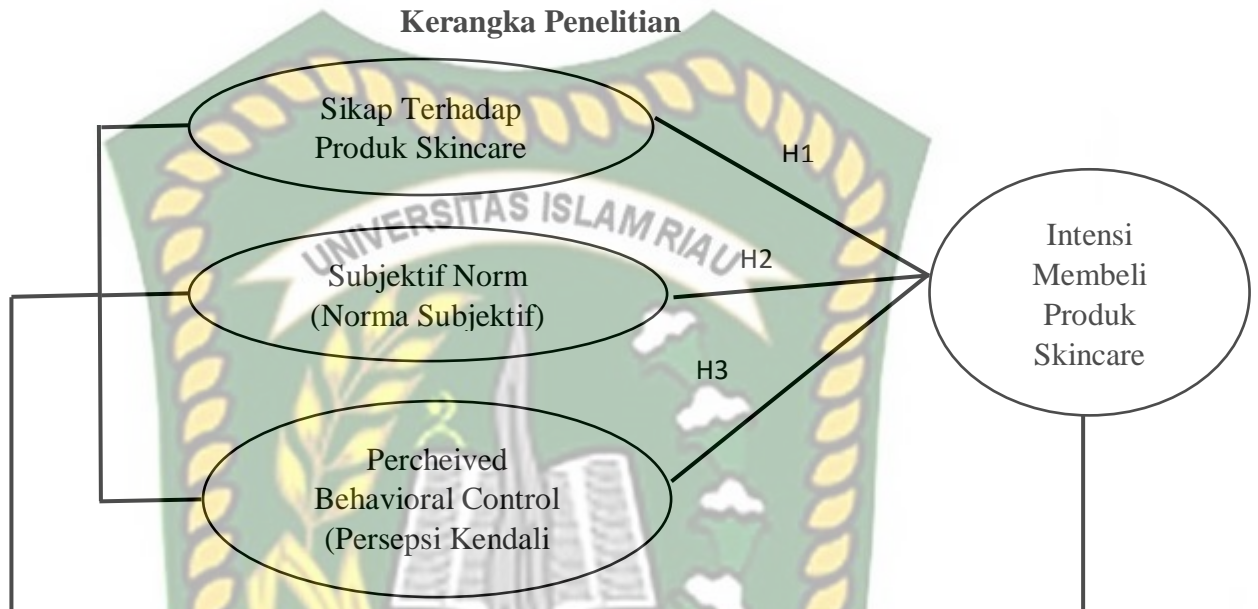 Kerangka Penelitian
Sikap Terhadap
Produk Skincare
H1
UNIVERSITAS ISLAM RIAU
Subjektif Norm
(Norma Subjektif)
H2
Intensi
Membeli
Produk
Skincare
H3
Percheived
Behavioral Control
(Persepsi Kendali